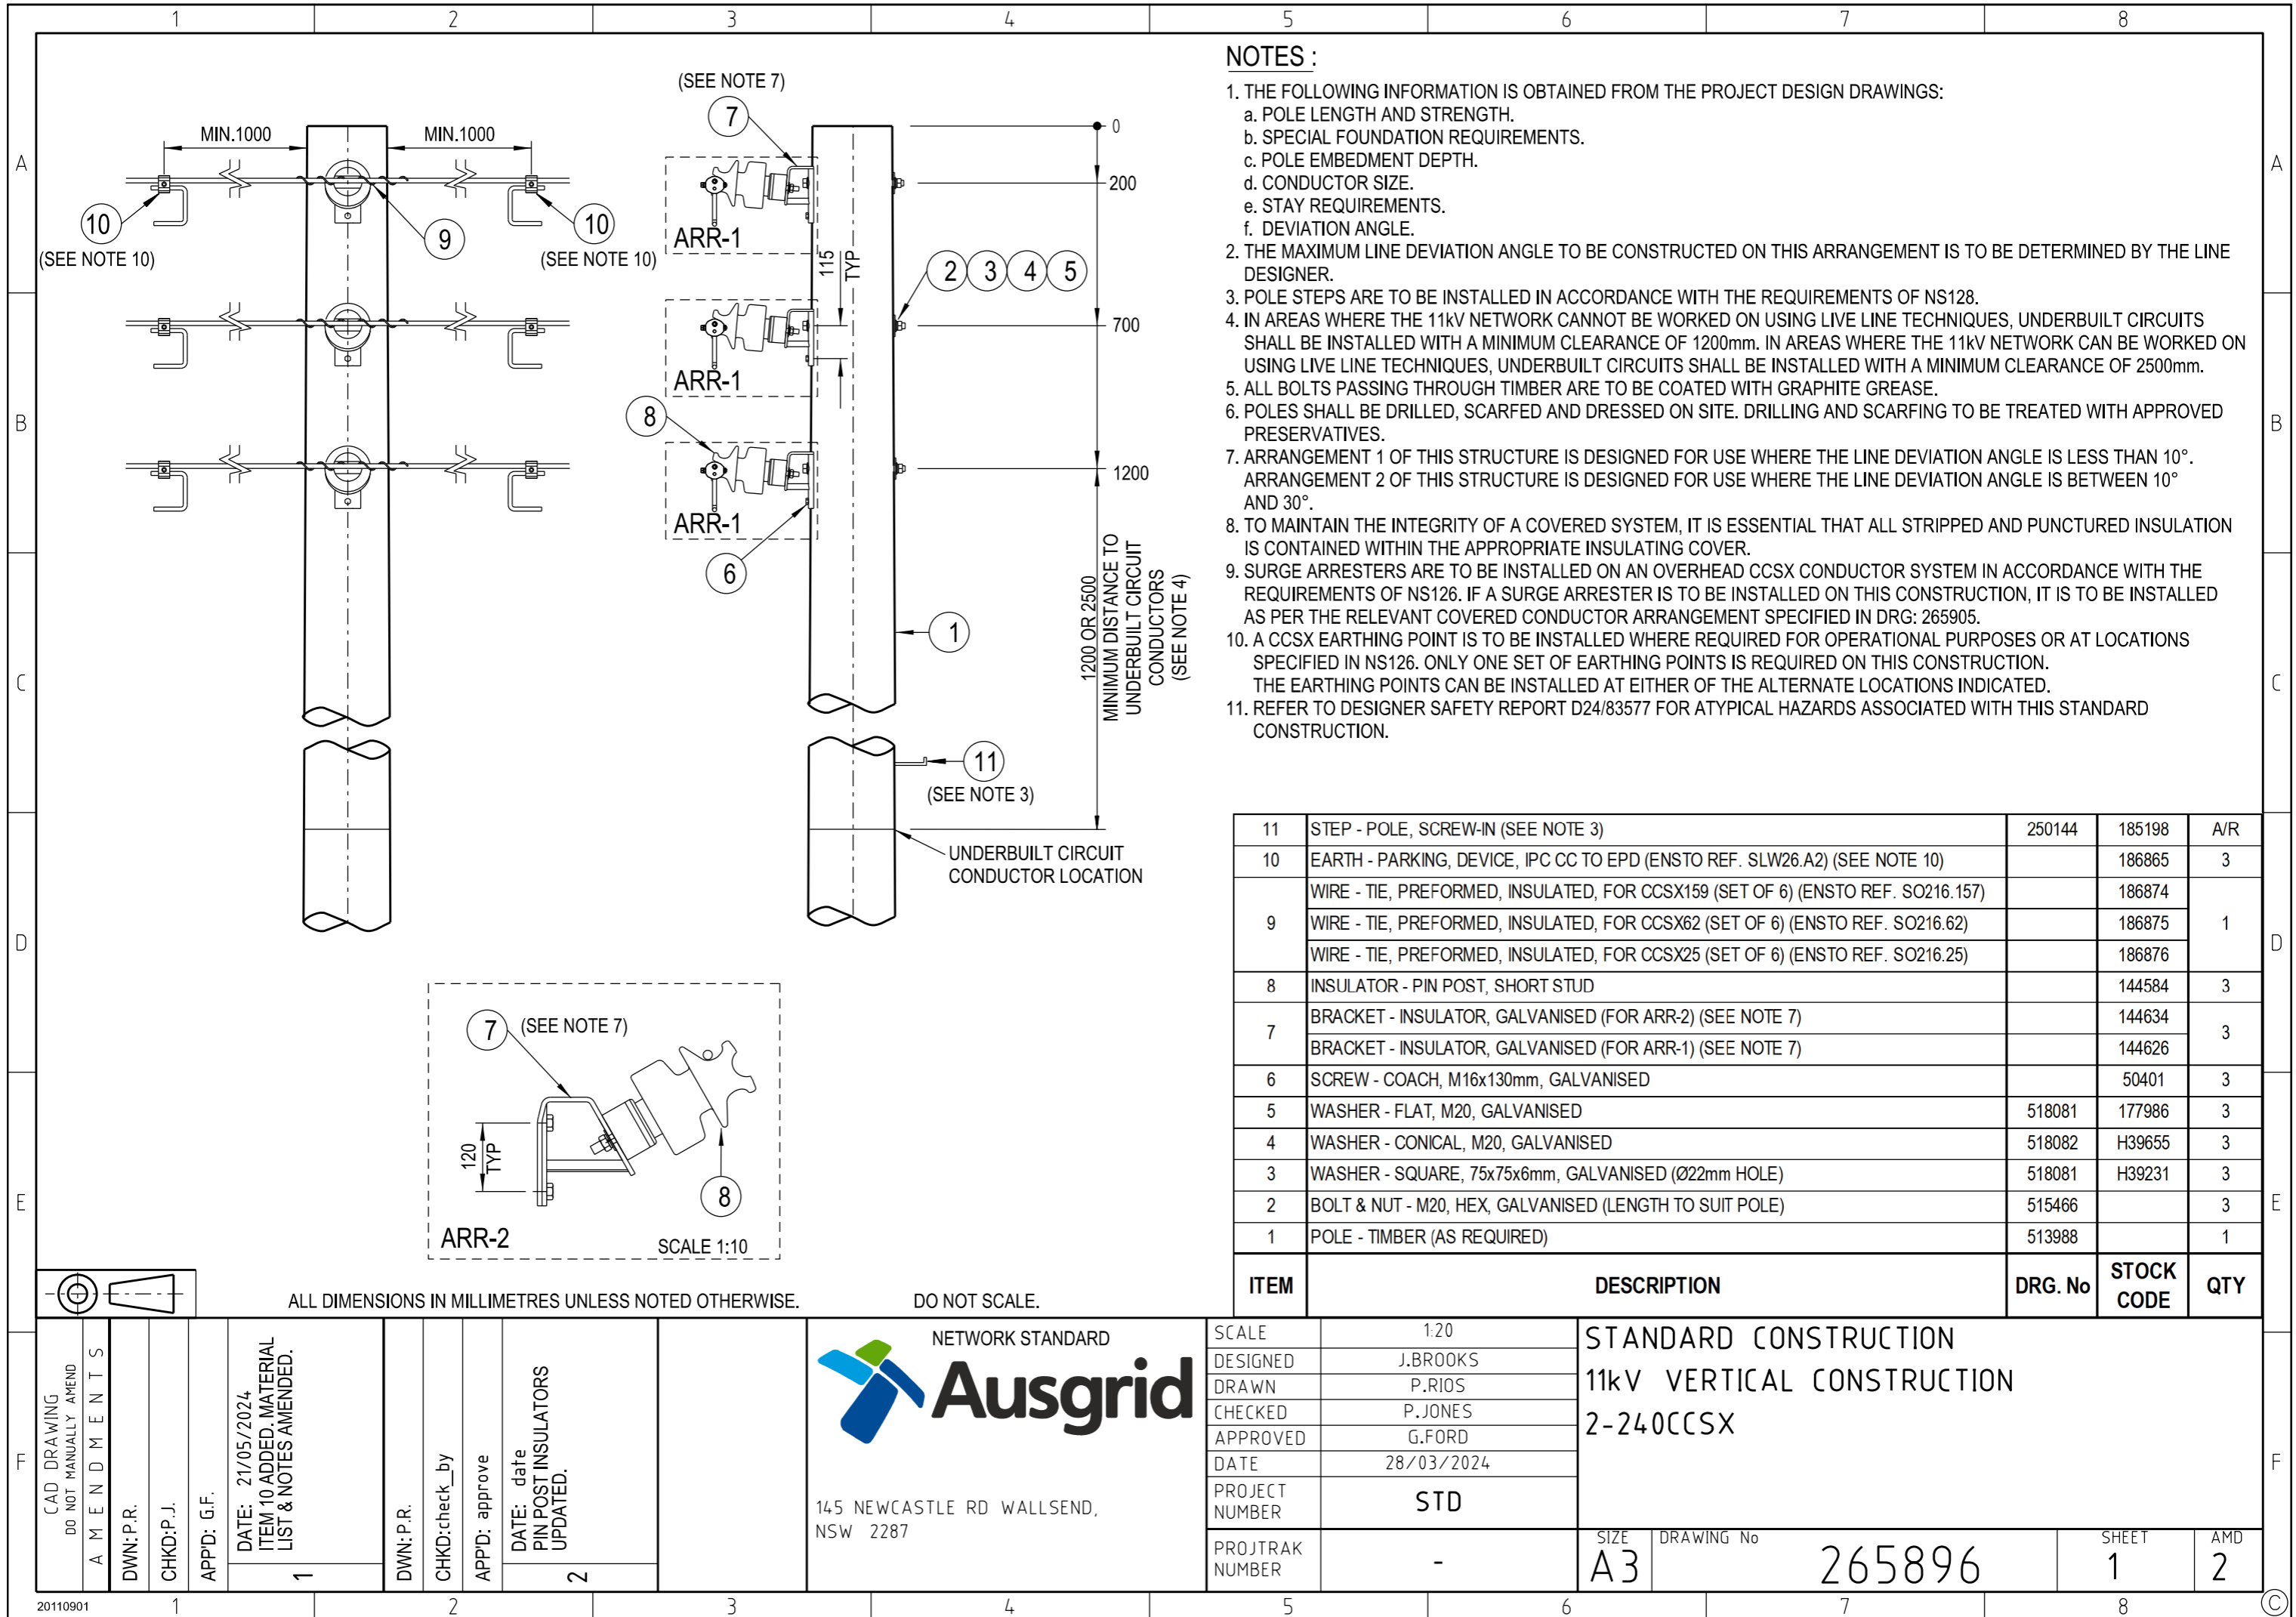 1 2 3 4 5 6 7 8
A
B
C
D
E
F
A
B
C
D
E
F
MIN.1000
MIN.1000
10
(SEE NOTE 10)
9
10
(SEE NOTE 10)
(SEE NOTE 7)
7
ARR-1
ARR-1
ARR-1
115
TYP
2 3 4 5
8
6
0
200
700
1200
1
1200 OR 2500
MINIMUM DISTANCE TO
UNDERBUILT CIRCUIT
CONDUCTORS
(SEE NOTE 4)
11
(SEE NOTE 3)
UNDERBUILT CIRCUIT
CONDUCTOR LOCATION
7
(SEE NOTE 7)
120
TYP
8
ARR-2
SCALE 1:10
NOTES :
1. THE FOLLOWING INFORMATION IS OBTAINED FROM THE PROJECT DESIGN DRAWINGS:
a. POLE LENGTH AND STRENGTH.
b. SPECIAL FOUNDATION REQUIREMENTS.
c. POLE EMBEDMENT DEPTH.
d. CONDUCTOR SIZE.
e. STAY REQUIREMENTS.
f. DEVIATION ANGLE.
2. THE MAXIMUM LINE DEVIATION ANGLE TO BE CONSTRUCTED ON THIS ARRANGEMENT IS TO BE DETERMINED BY THE LINE
DESIGNER.
3. POLE STEPS ARE TO BE INSTALLED IN ACCORDANCE WITH THE REQUIREMENTS OF NS128.
4. IN AREAS WHERE THE 11kV NETWORK CANNOT BE WORKED ON USING LIVE LINE TECHNIQUES, UNDERBUILT CIRCUITS
SHALL BE INSTALLED WITH A MINIMUM CLEARANCE OF 1200mm. IN AREAS WHERE THE 11kV NETWORK CAN BE WORKED ON
USING LIVE LINE TECHNIQUES, UNDERBUILT CIRCUITS SHALL BE INSTALLED WITH A MINIMUM CLEARANCE OF 2500mm.
5. ALL BOLTS PASSING THROUGH TIMBER ARE TO BE COATED WITH GRAPHITE GREASE.
6. POLES SHALL BE DRILLED, SCARFED AND DRESSED ON SITE. DRILLING AND SCARFING TO BE TREATED WITH APPROVED
PRESERVATIVES.
7. ARRANGEMENT 1 OF THIS STRUCTURE IS DESIGNED FOR USE WHERE THE LINE DEVIATION ANGLE IS LESS THAN 10°.
ARRANGEMENT 2 OF THIS STRUCTURE IS DESIGNED FOR USE WHERE THE LINE DEVIATION ANGLE IS BETWEEN 10°
AND 30°.
8. TO MAINTAIN THE INTEGRITY OF A COVERED SYSTEM, IT IS ESSENTIAL THAT ALL STRIPPED AND PUNCTURED INSULATION
IS CONTAINED WITHIN THE APPROPRIATE INSULATING COVER.
9. SURGE ARRESTERS ARE TO BE INSTALLED ON AN OVERHEAD CCSX CONDUCTOR SYSTEM IN ACCORDANCE WITH THE
REQUIREMENTS OF NS126. IF A SURGE ARRESTER IS TO BE INSTALLED ON THIS CONSTRUCTION, IT IS TO BE INSTALLED
AS PER THE RELEVANT COVERED CONDUCTOR ARRANGEMENT SPECIFIED IN DRG: 265905.
10. A CCSX EARTHING POINT IS TO BE INSTALLED WHERE REQUIRED FOR OPERATIONAL PURPOSES OR AT LOCATIONS
SPECIFIED IN NS126. ONLY ONE SET OF EARTHING POINTS IS REQUIRED ON THIS CONSTRUCTION.
THE EARTHING POINTS CAN BE INSTALLED AT EITHER OF THE ALTERNATE LOCATIONS INDICATED.
11. REFER TO DESIGNER SAFETY REPORT D24/83577 FOR ATYPICAL HAZARDS ASSOCIATED WITH THIS STANDARD
CONSTRUCTION.
11 STEP - POLE, SCREW-IN (SEE NOTE 3) 250144 185198 A/R
10 EARTH - PARKING, DEVICE, IPC CC TO EPD (ENSTO REF. SLW26.A2) (SEE NOTE 10) 186865 3
WIRE - TIE, PREFORMED, INSULATED, FOR CCSX159 (SET OF 6) (ENSTO REF. SO216.157) 186874
9 WIRE - TIE, PREFORMED, INSULATED, FOR CCSX62 (SET OF 6) (ENSTO REF. SO216.62) 186875 1
WIRE - TIE, PREFORMED, INSULATED, FOR CCSX25 (SET OF 6) (ENSTO REF. SO216.25) 186876
8 INSULATOR - PIN POST, SHORT STUD 144584 3
7 BRACKET - INSULATOR, GALVANISED (FOR ARR-2) (SEE NOTE 7) 144634 3
BRACKET - INSULATOR, GALVANISED (FOR ARR-1) (SEE NOTE 7) 144626
6 SCREW - COACH, M16x130mm, GALVANISED 50401 3
5 WASHER - FLAT, M20, GALVANISED 518081 177986 3
4 WASHER - CONICAL, M20, GALVANISED 518082 H39655 3
3 WASHER - SQUARE, 75x75x6mm, GALVANISED (Ø22mm HOLE) 518081 H39231 3
2 BOLT & NUT - M20, HEX, GALVANISED (LENGTH TO SUIT POLE) 515466 3
1 POLE - TIMBER (AS REQUIRED) 513988 1
ITEM DESCRIPTION DRG. No STOCK CODE QTY
ALL DIMENSIONS IN MILLIMETRES UNLESS NOTED OTHERWISE. DO NOT SCALE.
CAD DRAWING
DO NOT MANUALLY AMEND
AMENDMENTS
DWN: P.R.
CHKD: P.J.
APP'D: G.F.
DATE: 21/05/2024
ITEM 10 ADDED. MATERIAL
LIST & NOTES AMENDED.
1
DWN: P.R.
CHKD: check_by
APP'D: approve
DATE: date
PIN POST INSULATORS
UPDATED.
2
NETWORK STANDARD
Ausgrid
145 NEWCASTLE RD WALLSEND,
NSW 2287
SCALE 1:20
DESIGNED J.BROOKS
DRAWN P.RIOS
CHECKED P.JONES
APPROVED G.FORD
DATE 28/03/2024
PROJECT NUMBER STD
PROJTRAK NUMBER -
STANDARD CONSTRUCTION
11kV VERTICAL CONSTRUCTION
2-240CCSX
SIZE A3
DRAWING No 265896
SHEET 1
AMD 2
20110901
1 2 3 4 5 6 7 8
©